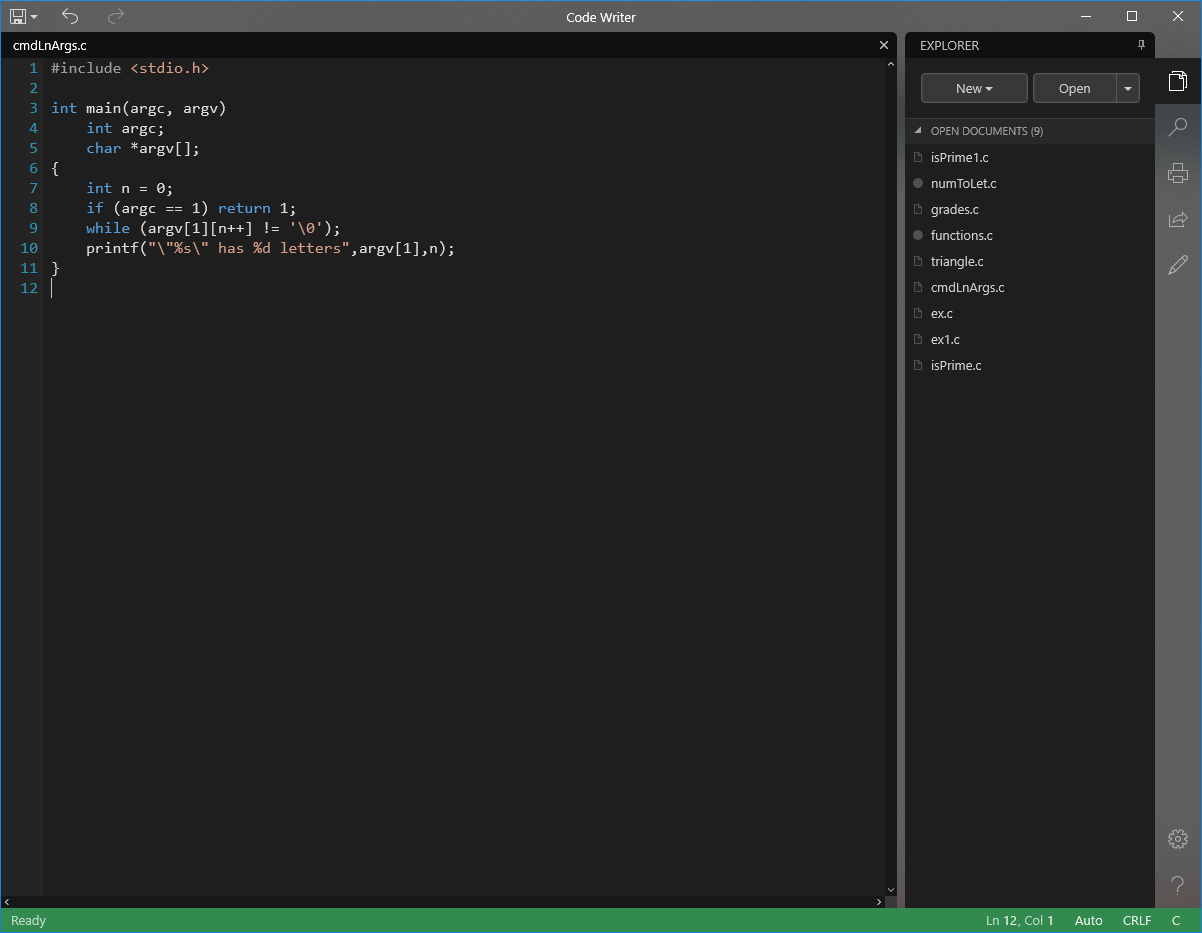 Code Writer
cmdLnArgs.c
1 #include <stdio.h>
2
3 int main(argc, argv)
4     int argc;
5     char *argv[];
6 {
7     int n = 0;
8     if (argc == 1) return 1;
9     while (argv[1][n++] != '\0');
10     printf("\"%s\" has %d letters",argv[1],n);
11 }
12
EXPLORER
New Open
OPEN DOCUMENTS (9)
isPrime1.c
numToLet.c
grades.c
functions.c
triangle.c
cmdLnArgs.c
ex.c
ex1.c
isPrime.c
Ready Ln 12, Col 1 Auto CRLF C